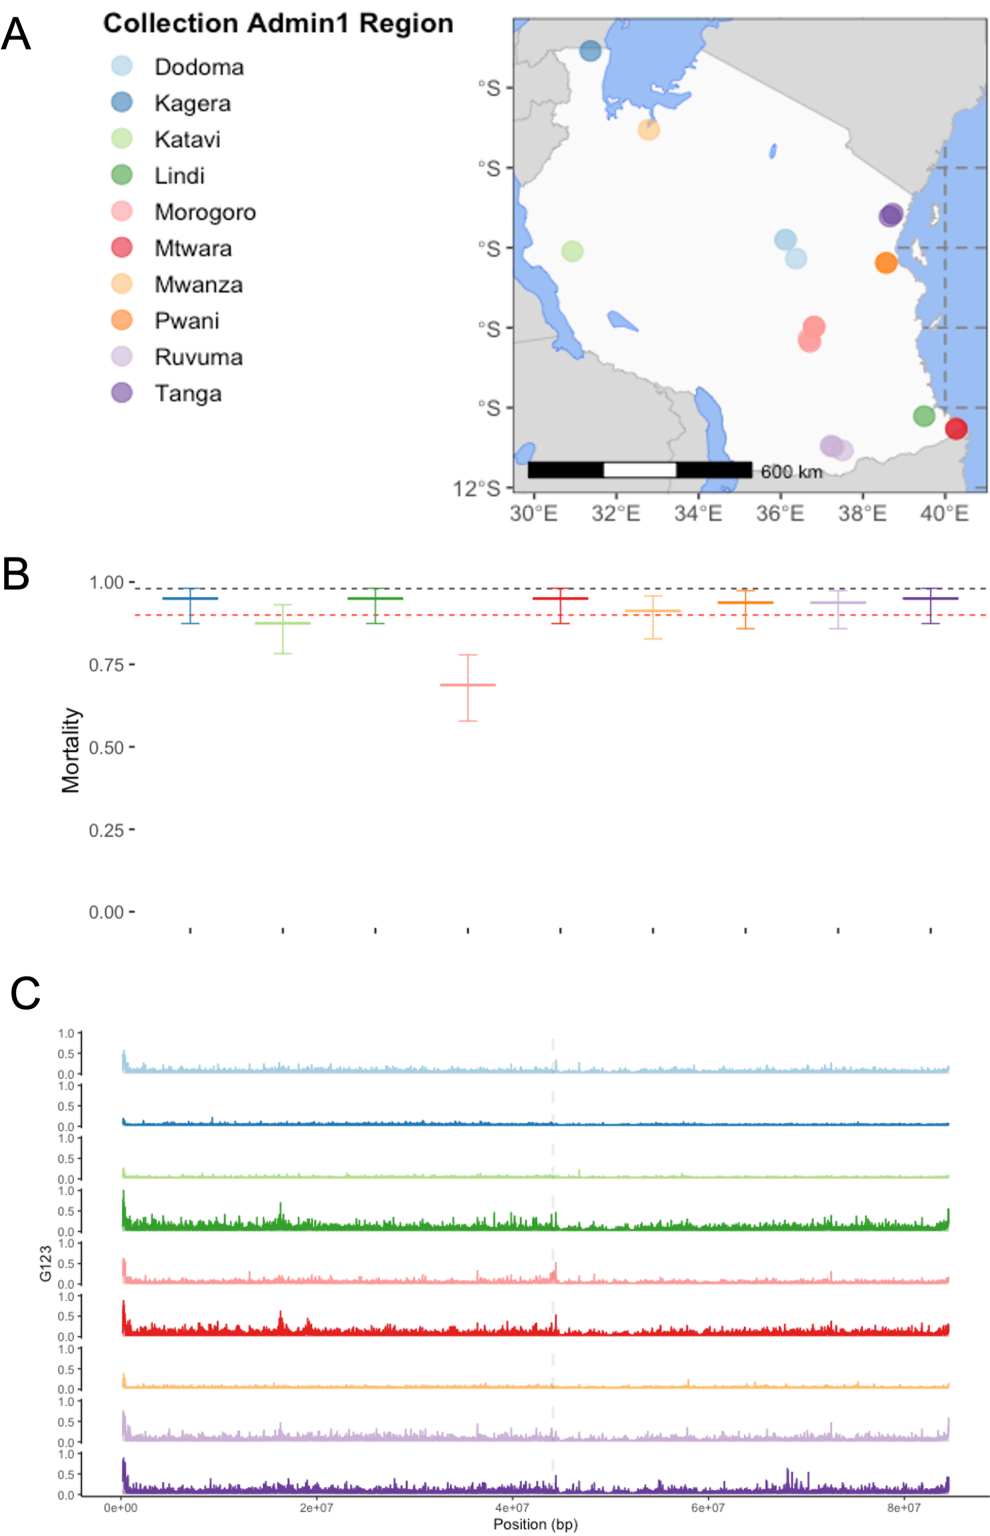 A
Collection Admin1 Region
Dodoma
Kagera
Katavi
Lindi
Morogoro
Mtwara
Mwanza
Pwani
Ruvuma
Tanga
°S
°S
°S
°S
°S
12°S
600 km
30°E 32°E 34°E 36°E 38°E 40°E
B
Mortality
1.00
0.75
0.50
0.25
0.00
C
G123
1.0
0.5
0.0
1.0
0.5
0.0
1.0
0.5
0.0
1.0
0.5
0.0
1.0
0.5
0.0
1.0
0.5
0.0
1.0
0.5
0.0
1.0
0.5
0.0
1.0
0.5
0.0
0e+00 2e+07 4e+07 6e+07 8e+07
Position (bp)